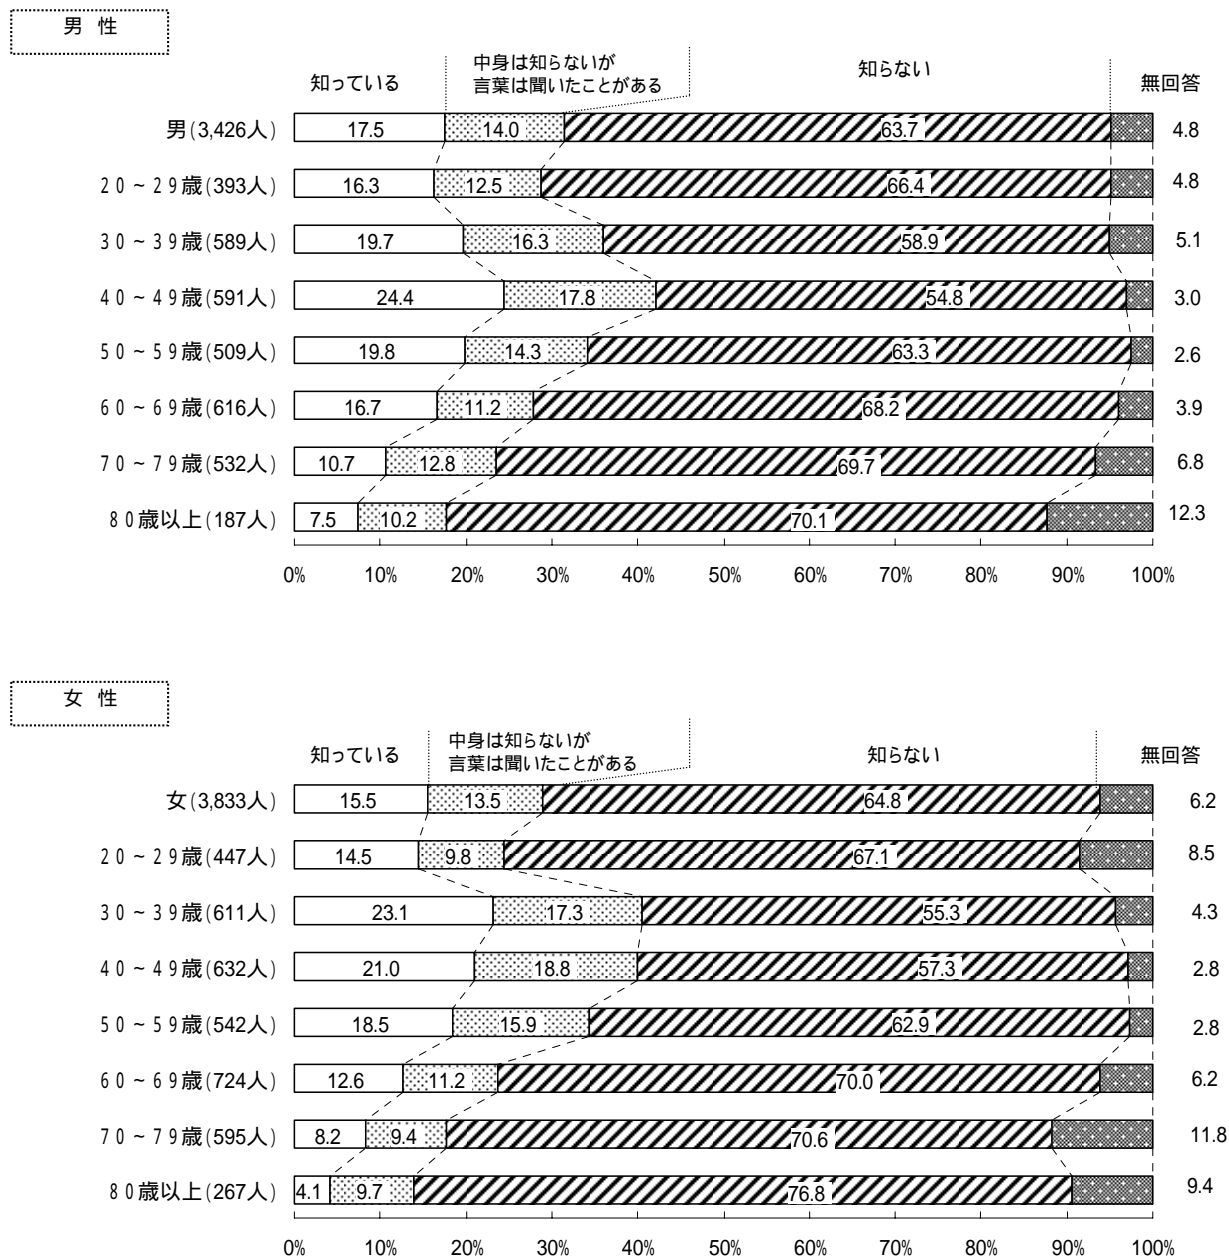 男 性
中身は知らないが
知っている 言葉は聞いたことがある 知らない 無回答
男(3,426人) 17.5 14.0 63.7 4.8
20～29歳(393人) 16.3 12.5 66.4 4.8
30～39歳(589人) 19.7 16.3 58.9 5.1
40～49歳(591人) 24.4 17.8 54.8 3.0
50～59歳(509人) 19.8 14.3 63.3 2.6
60～69歳(616人) 16.7 11.2 68.2 3.9
70～79歳(532人) 10.7 12.8 69.7 6.8
80歳以上(187人) 7.5 10.2 70.1 12.3
0% 10% 20% 30% 40% 50% 60% 70% 80% 90% 100%
女 性
中身は知らないが
知っている 言葉は聞いたことがある 知らない 無回答
女(3,833人) 15.5 13.5 64.8 6.2
20～29歳(447人) 14.5 9.8 67.1 8.5
30～39歳(611人) 23.1 17.3 55.3 4.3
40～49歳(632人) 21.0 18.8 57.3 2.8
50～59歳(542人) 18.5 15.9 62.9 2.8
60～69歳(724人) 12.6 11.2 70.0 6.2
70～79歳(595人) 8.2 9.4 70.6 11.8
80歳以上(267人) 4.1 9.7 76.8 9.4
0% 10% 20% 30% 40% 50% 60% 70% 80% 90% 100%